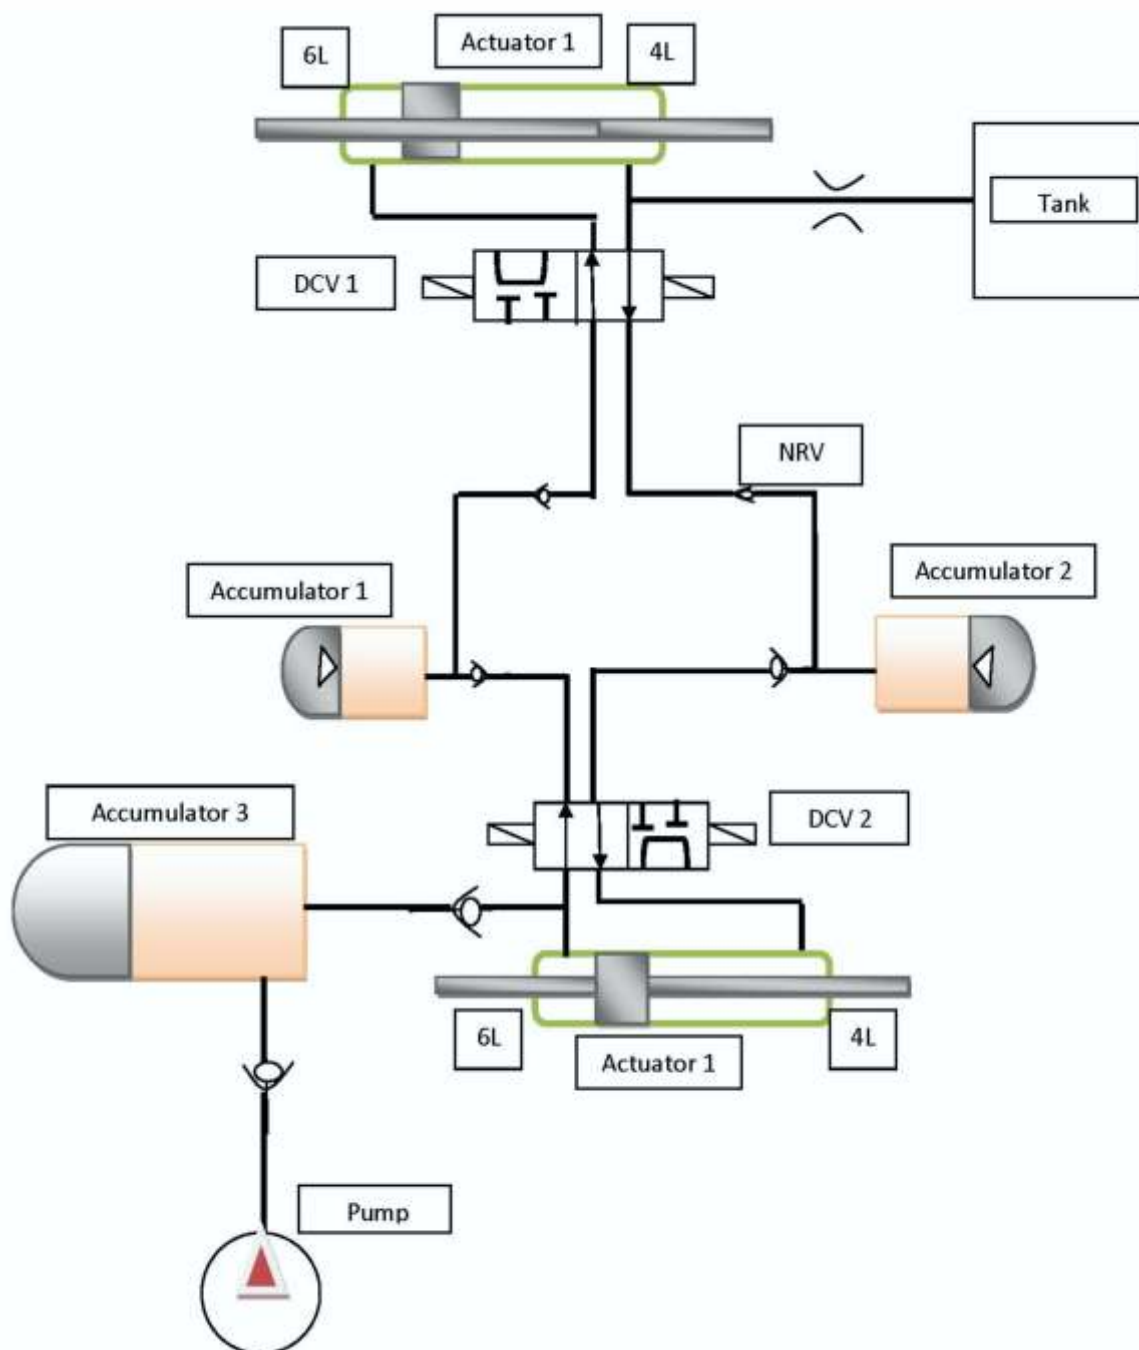 6L
Actuator 1
4L
Tank
DCV 1
NRV
Accumulator 1
Accumulator 2
Accumulator 3
DCV 2
6L
Actuator 1
4L
Pump